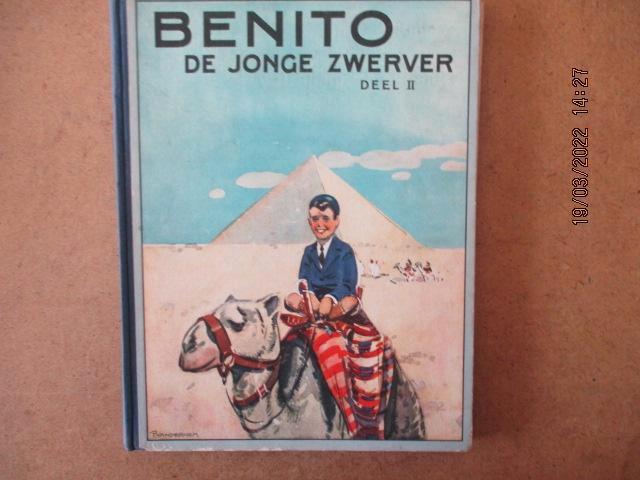 BENITO
DE JONGE ZWERVER
DEEL II
19/03/2022 14:27